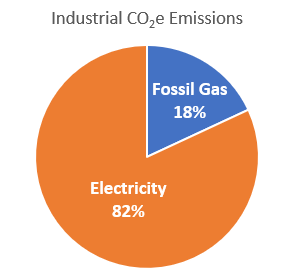 Industrial CO₂e Emissions
Fossil Gas
18%
Electricity
82%